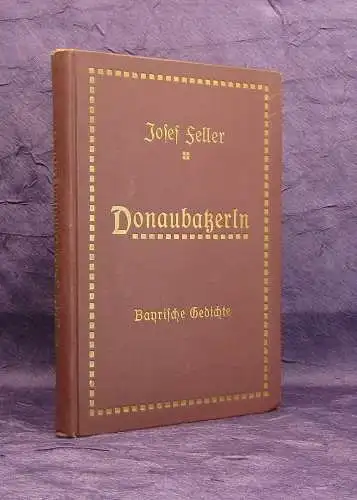 Josef Feller
Donaubatzerln
Bayrische Gedichte